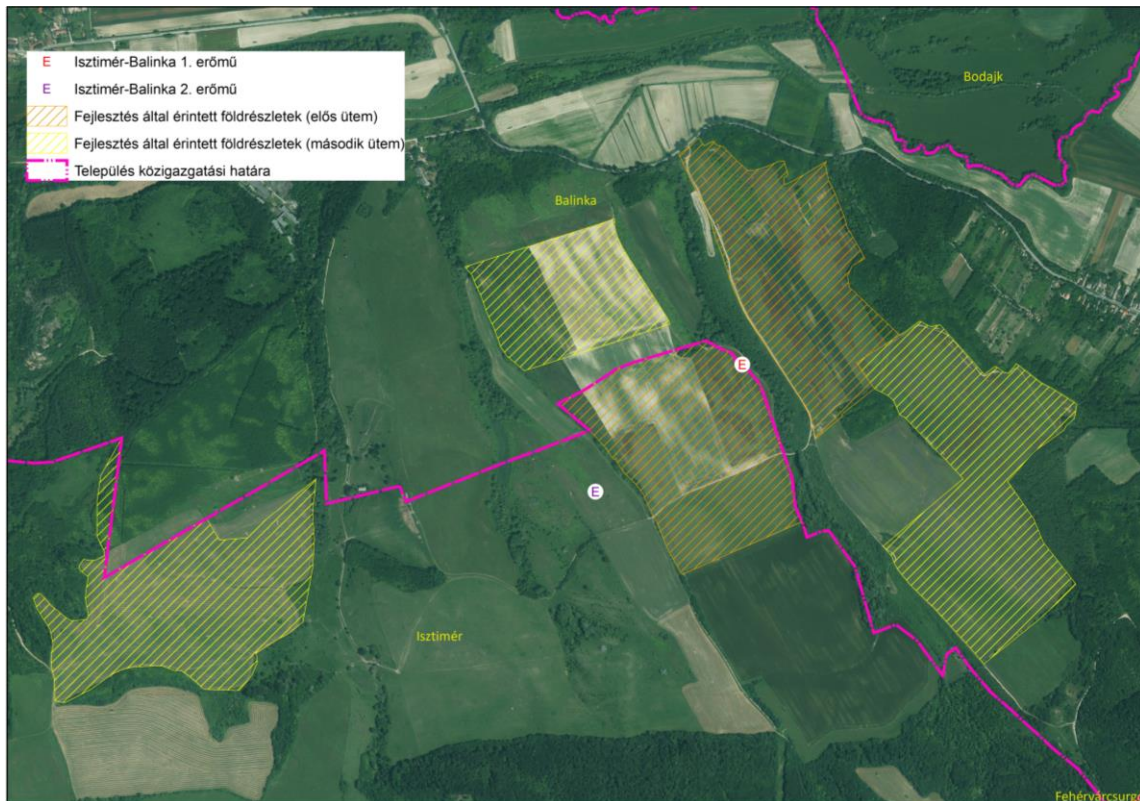 E Isztimér-Balinka 1. erőmű
E Isztimér-Balinka 2. erőmű
Fejlesztés által érintett földrészletek (elős ütem)
Fejlesztés által érintett földrészletek (második ütem)
Település közigazgatási határa
Bodajk
Balinka
E
E
Isztimér
Fehérvárcsurgó